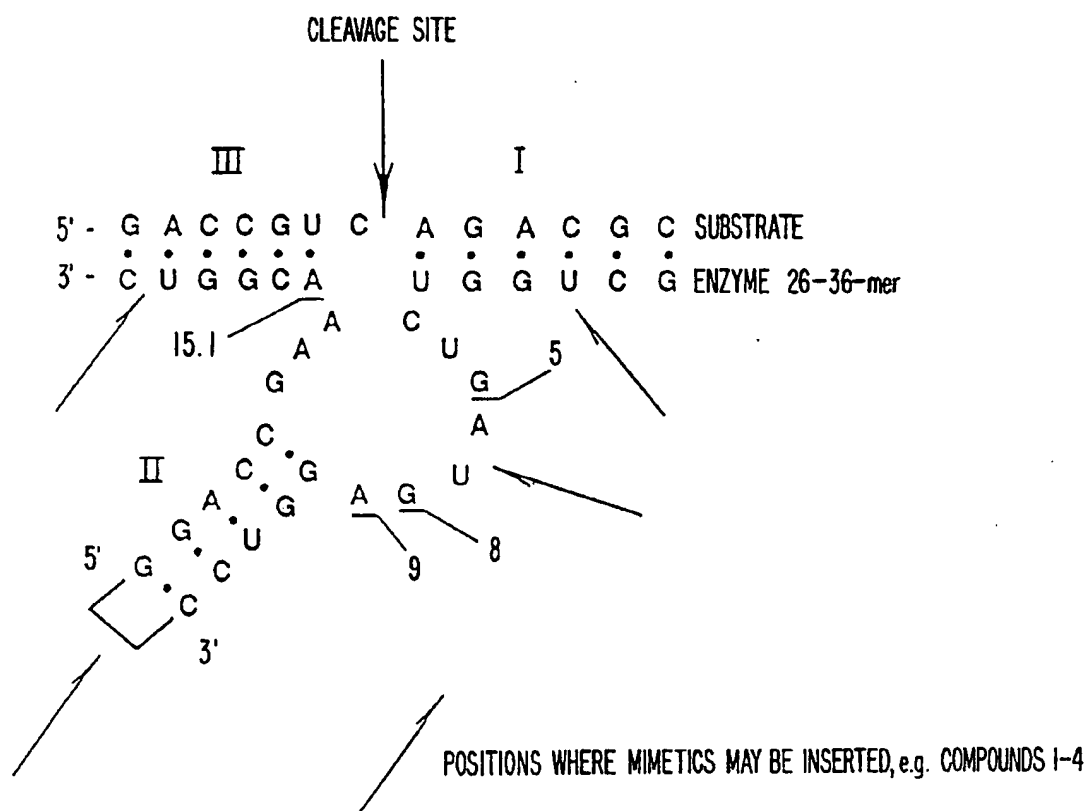 CLEAVAGE SITE
III I
5' - G A C C G U C A G A C G C SUBSTRATE
3' - C U G G C A U G G U C G ENZYME 26-36-mer
15.1 A C
A U 5
G G
A
C
II C G U
A G A G
G U 9 8
5' G C
C
3'
POSITIONS WHERE MIMETICS MAY BE INSERTED, e.g. COMPOUNDS 1-4